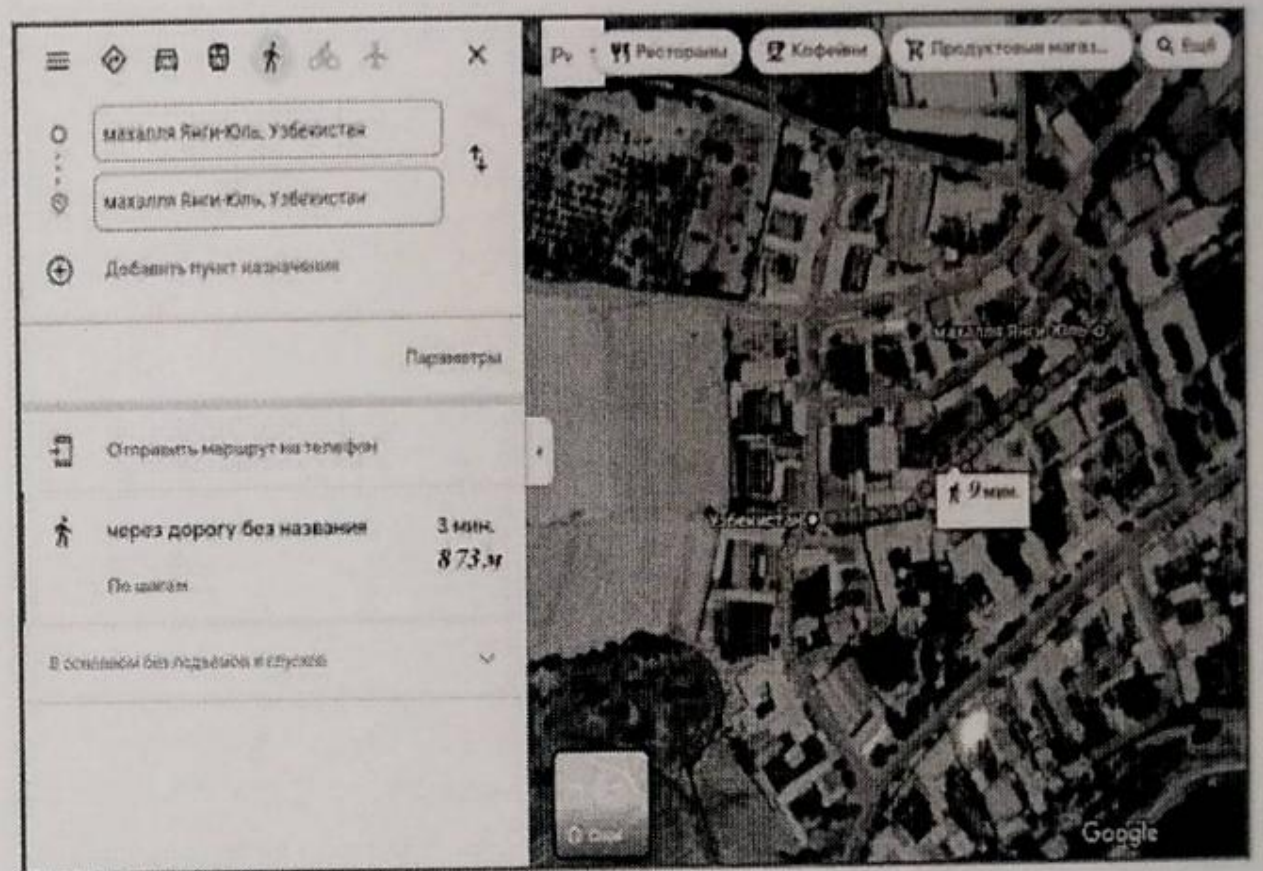 Рестораны
Кофейни
Продуктовые магаз...
Ещё
махалля Янги-Юль, Узбекистан
махалля Янги-Юль, Узбекистан
Добавить пункт назначения
Параметры
махалля Янги Юль
Отправить маршрут на телефон
9 мин.
через дорогу без названия
3 мин.
873м
Узбекистан
По шагам
В основном без подъемов и спусков
Слои
Google